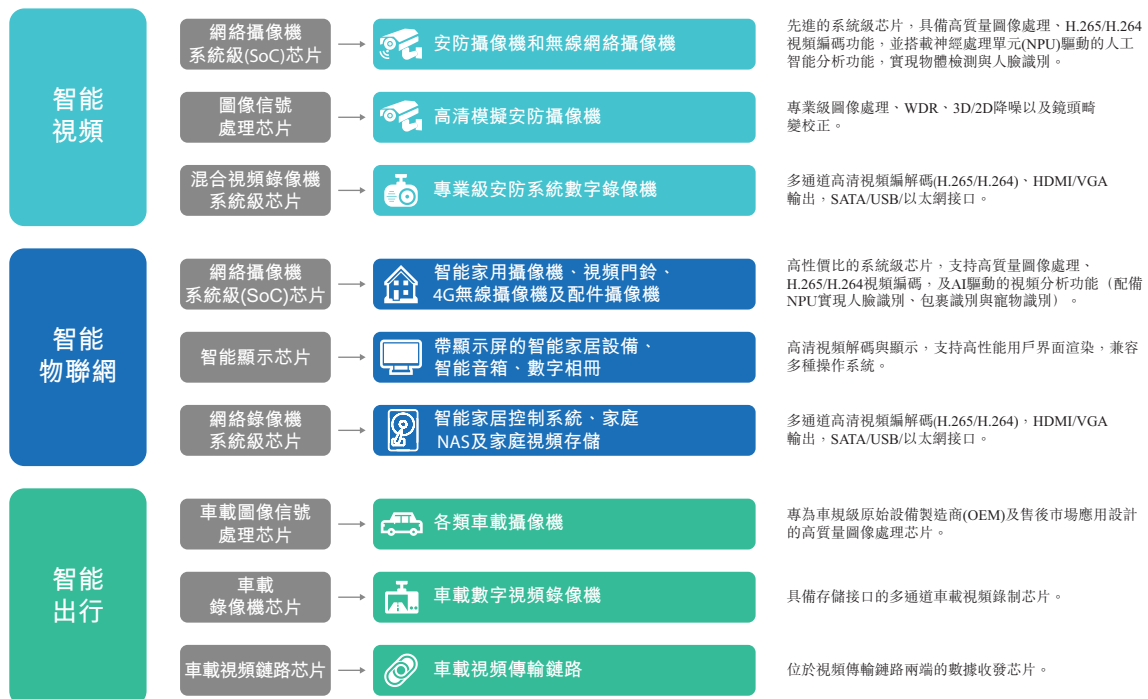 智能
視頻
網絡攝像機
系統級(SoC)芯片
安防攝像機和無線網絡攝像機
先進的系統級芯片，具備高質量圖像處理、H.265/H.264
視頻編碼功能，並搭載神經處理單元(NPU)驅動的人工
智能分析功能，實現物體檢測與人臉識別。
圖像信號
處理芯片
高清模擬安防攝像機
專業級圖像處理、WDR、3D/2D降噪以及鏡頭畸
變校正。
混合視頻錄像機
系統級芯片
專業級安防系統數字錄像機
多通道高清視頻編解碼(H.265/H.264)、HDMI/VGA
輸出，SATA/USB/以太網接口。
智能
物聯網
網絡攝像機
系統級(SoC)芯片
智能家用攝像機、視頻門鈴、
4G無線攝像機及配件攝像機
高性價比的系統級芯片，支持高質量圖像處理、
H.265/H.264視頻編碼，及AI驅動的視頻分析功能（配備
NPU實現人臉識別、包裹識別與寵物識別）。
智能顯示芯片
帶顯示屏的智能家居設備、
智能音箱、數字相冊
高清視頻解碼與顯示，支持高性能用戶界面渲染，兼容
多種操作系統。
網絡錄像機
系統級芯片
智能家居控制系統、家庭
NAS及家庭視頻存儲
多通道高清視頻編解碼(H.265/H.264)，HDMI/VGA
輸出，SATA/USB/以太網接口。
智能
出行
車載圖像信號
處理芯片
各類車載攝像機
專為車規級原始設備製造商(OEM)及售後市場應用設計
的高質量圖像處理芯片。
車載
錄像機芯片
車載數字視頻錄像機
具備存儲接口的多通道車載視頻錄制芯片。
車載視頻鏈路芯片
車載視頻傳輸鏈路
位於視頻傳輸鏈路兩端的數據收發芯片。